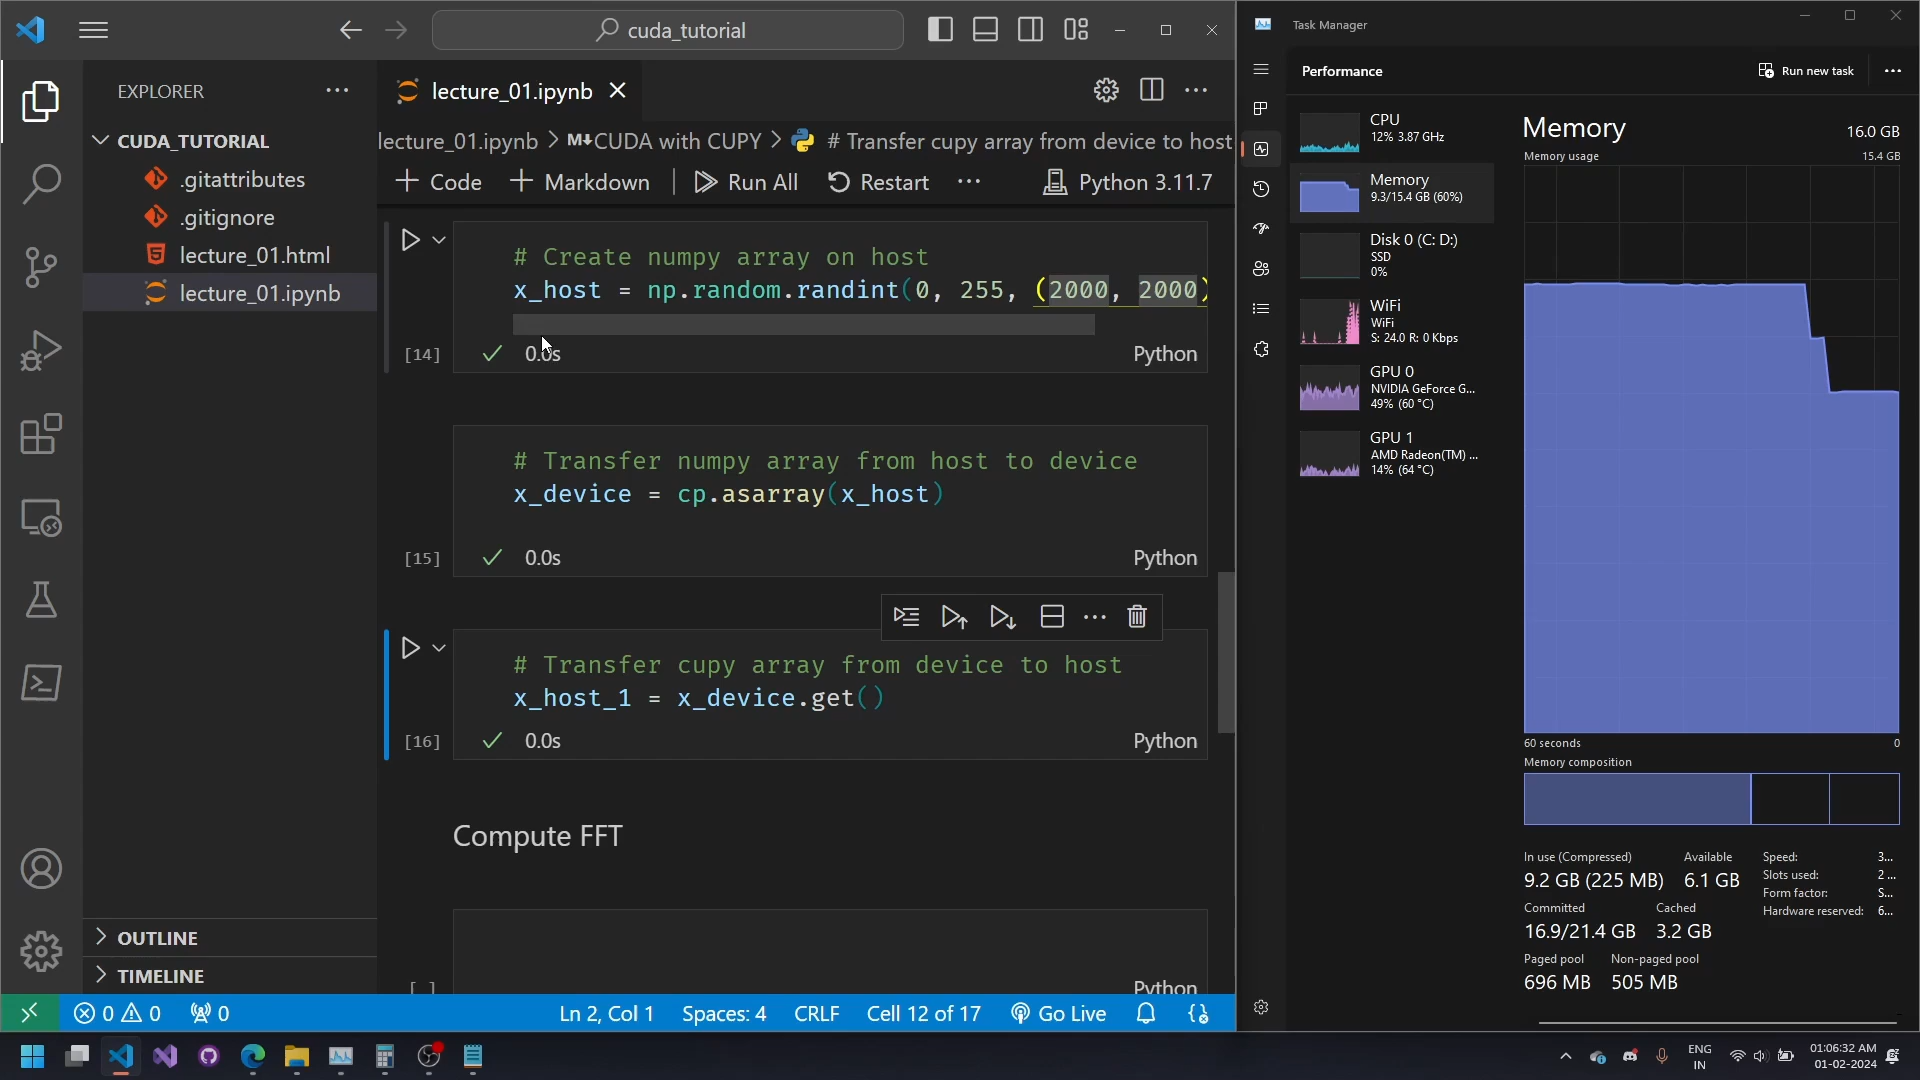 cuda_tutorial
EXPLORER
CUDA_TUTORIAL
.gitattributes
.gitignore
lecture_01.html
lecture_01.ipynb
OUTLINE
TIMELINE
lecture_01.ipynb
lecture_01.ipynb > M↓CUDA with CUPY > # Transfer cupy array from device to host
+ Code + Markdown Run All Restart ··· Python 3.11.7
# Create numpy array on host
x_host = np.random.randint(0, 255, (2000, 2000)
[14] 0.0s Python
# Transfer numpy array from host to device
x_device = cp.asarray(x_host)
[15] 0.0s Python
# Transfer cupy array from device to host
x_host_1 = x_device.get()
[16] 0.0s Python
Compute FFT
[ ] Python
0 0 0 Ln 2, Col 1 Spaces: 4 CRLF Cell 12 of 17 Go Live
Task Manager
Performance Run new task
CPU
12% 3.87 GHz
Memory
9.3/15.4 GB (60%)
Disk 0 (C: D:)
SSD
0%
WiFi
WiFi
S: 24.0 R: 0 Kbps
GPU 0
NVIDIA GeForce G...
49% (60 °C)
GPU 1
AMD Radeon(TM) ...
14% (64 °C)
Memory 16.0 GB
Memory usage 15.4 GB
60 seconds 0
Memory composition
In use (Compressed) Available Speed: 3...
9.2 GB (225 MB) 6.1 GB Slots used: 2 ...
Form factor: S...
Committed Cached Hardware reserved: 6...
16.9/21.4 GB 3.2 GB
Paged pool Non-paged pool
696 MB 505 MB
ENG
IN
01:06:32 AM
01-02-2024